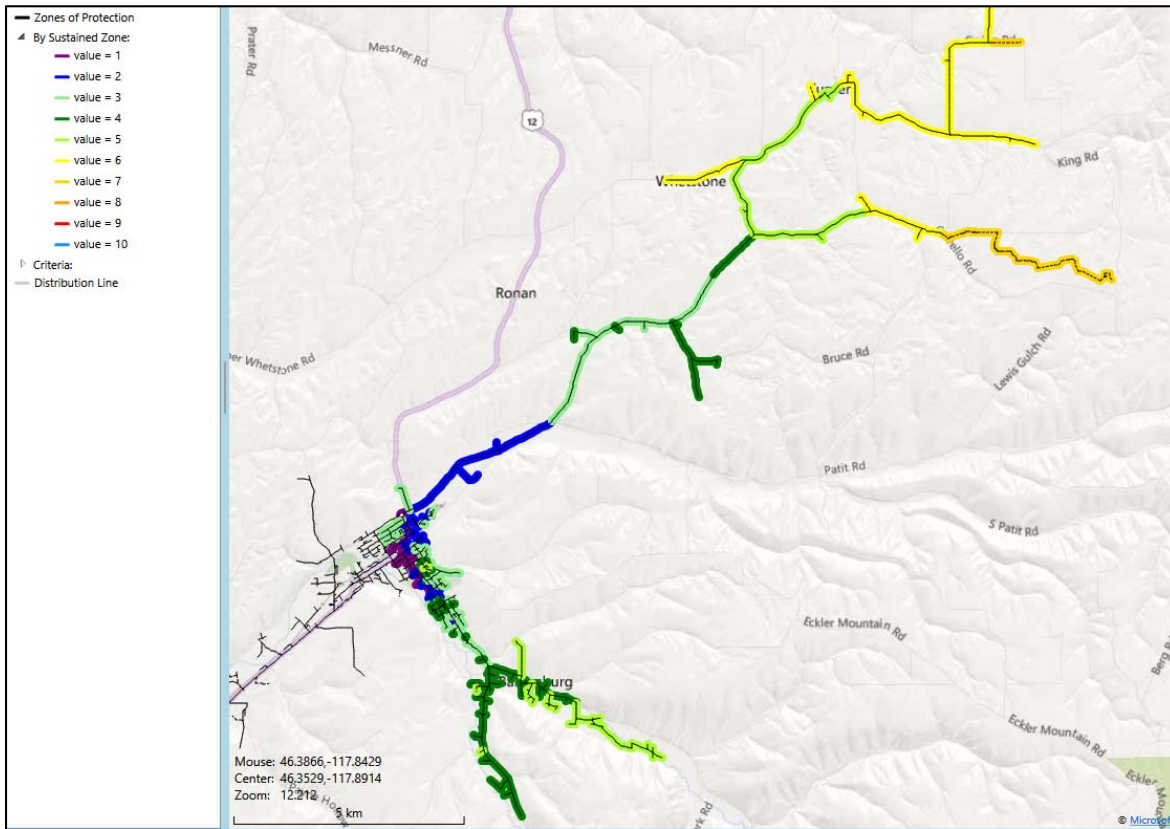 Zones of Protection
By Sustained Zone:
value = 1
value = 2
value = 3
value = 4
value = 5
value = 6
value = 7
value = 8
value = 9
value = 10
Criteria:
Distribution Line
Prater Rd
Messner Rd
12
King Rd
Whetstone
Ronan
Whetstone Rd
Bruce Rd
Lewis Gulch Rd
Patit Rd
S Patit Rd
Eckler Mountain Rd
Berg
Eckler Mountain Rd
Eckler
Mouse: 46.3866,-117.8429
Center: 46.3529,-117.8914
Zoom: 12.212
5 km
© Microsof